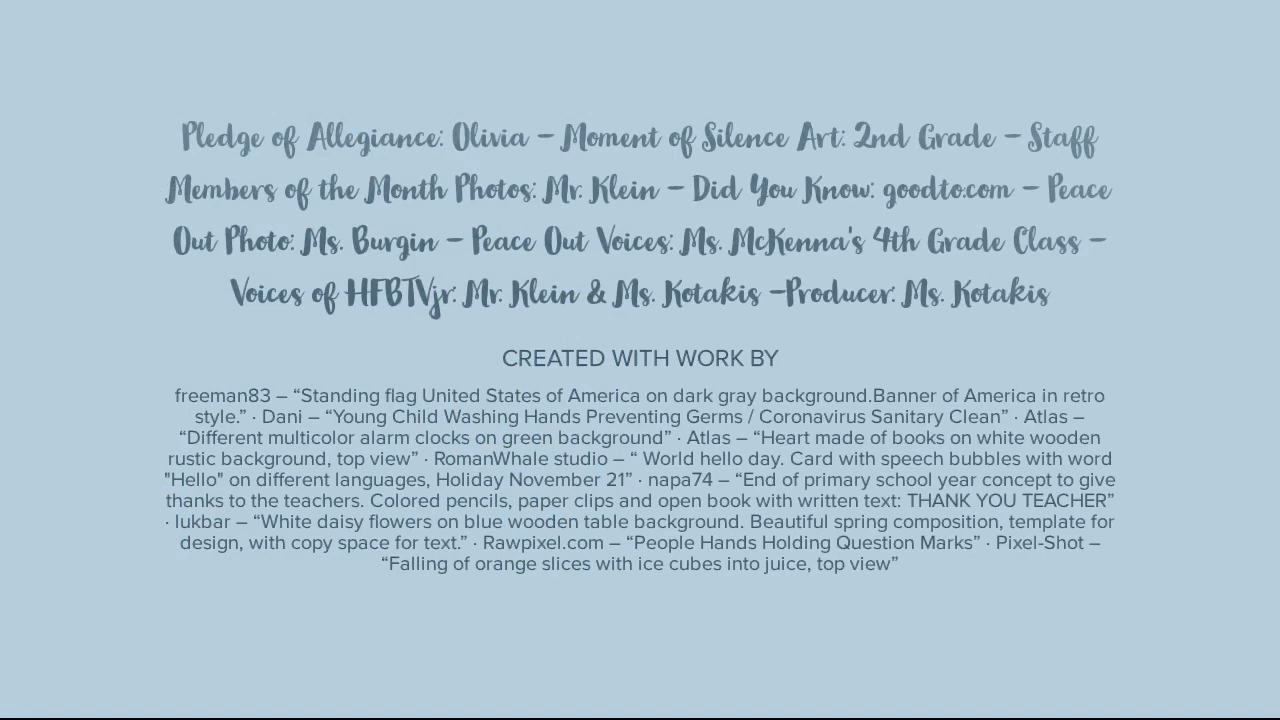 Pledge of Allegiance: Olivia – Moment of Silence Art: 2nd Grade – Staff
Members of the Month Photos: Mr. Klein – Did You Know: goodto.com – Peace
Out Photo: Ms. Burgin – Peace Out Voices: Ms. McKenna's 4th Grade Class –
Voices of HFBTVjr: Mr. Klein & Ms. Kotakis –Producer: Ms. Kotakis
CREATED WITH WORK BY
freeman83 – “Standing flag United States of America on dark gray background.Banner of America in retro
style.” · Dani – “Young Child Washing Hands Preventing Germs / Coronavirus Sanitary Clean” · Atlas –
“Different multicolor alarm clocks on green background” · Atlas – “Heart made of books on white wooden
rustic background, top view” · RomanWhale studio – “ World hello day. Card with speech bubbles with word
"Hello" on different languages, Holiday November 21” · napa74 – “End of primary school year concept to give
thanks to the teachers. Colored pencils, paper clips and open book with written text: THANK YOU TEACHER”
· lukbar – “White daisy flowers on blue wooden table background. Beautiful spring composition, template for
design, with copy space for text.” · Rawpixel.com – “People Hands Holding Question Marks” · Pixel-Shot –
“Falling of orange slices with ice cubes into juice, top view”